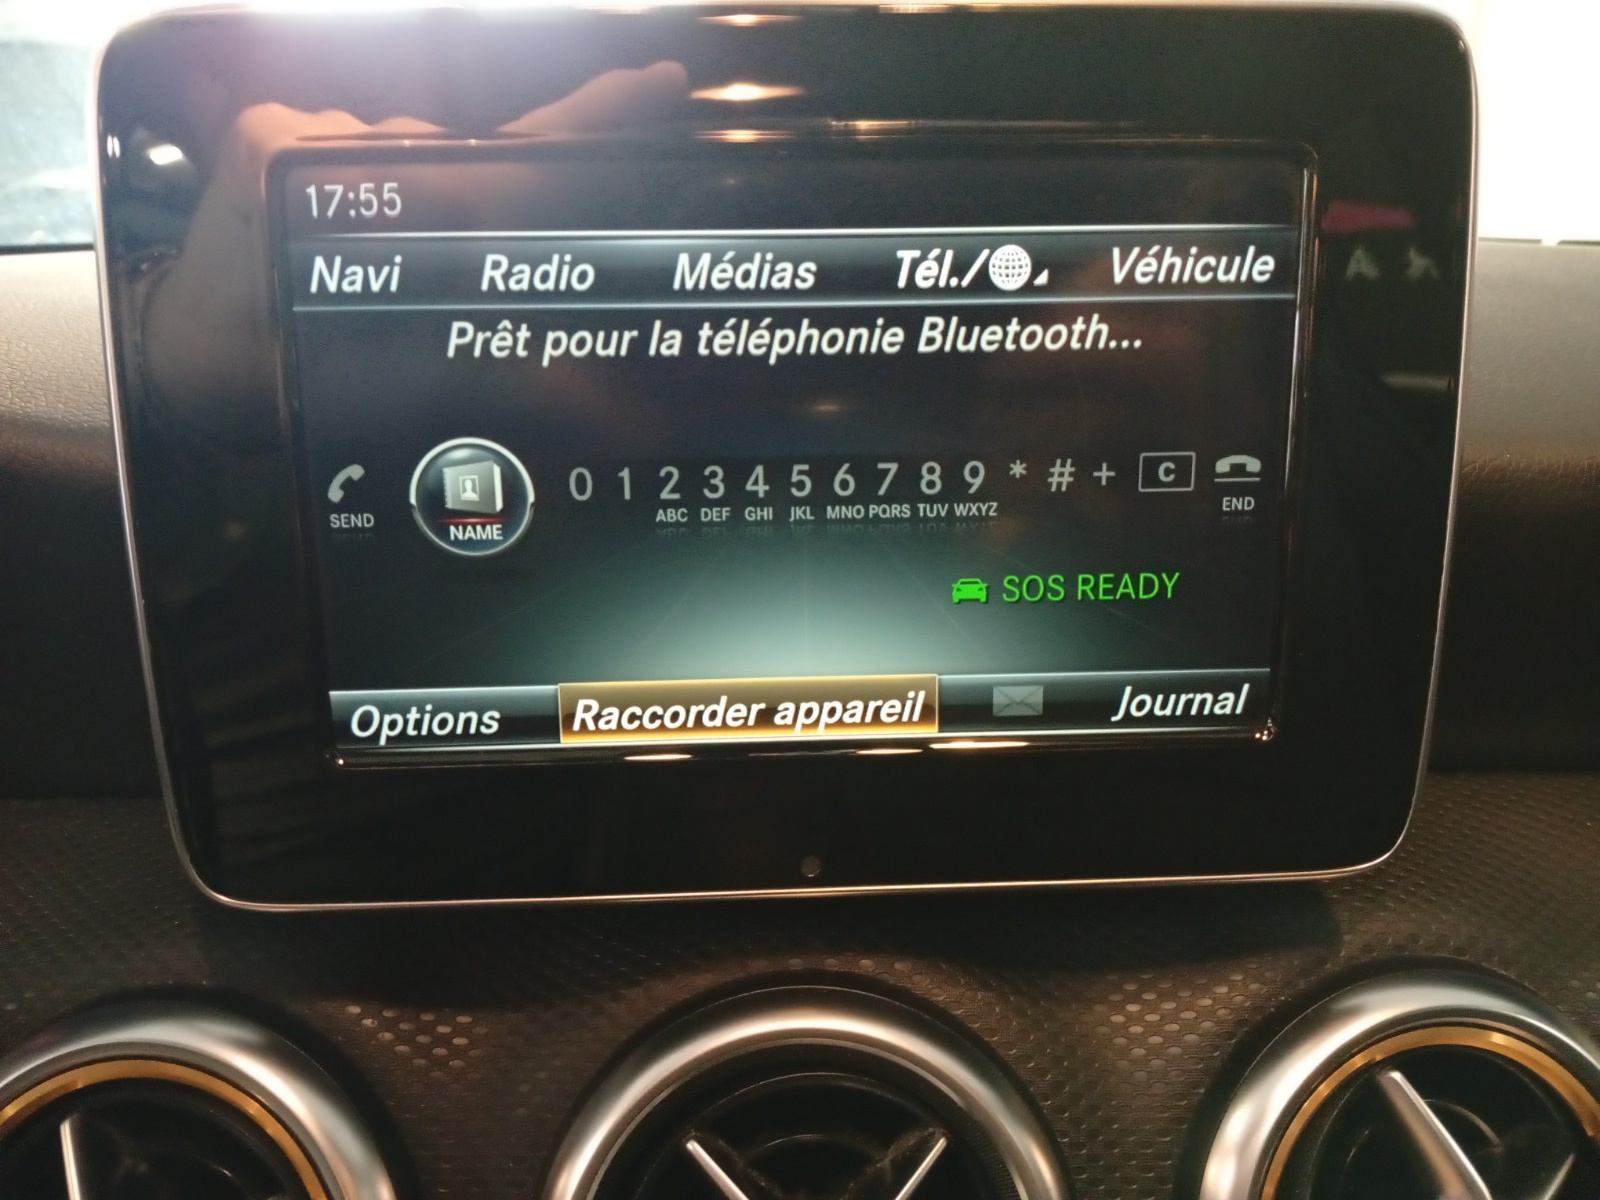 17:55
Navi Radio Médias Tél./ Véhicule
Prêt pour la téléphonie Bluetooth...
0 1 2 3 4 5 6 7 8 9 * # + C
SEND NAME ABC DEF GHI JKL MNO PQRS TUV WXYZ END
SOS READY
Options Raccorder appareil Journal